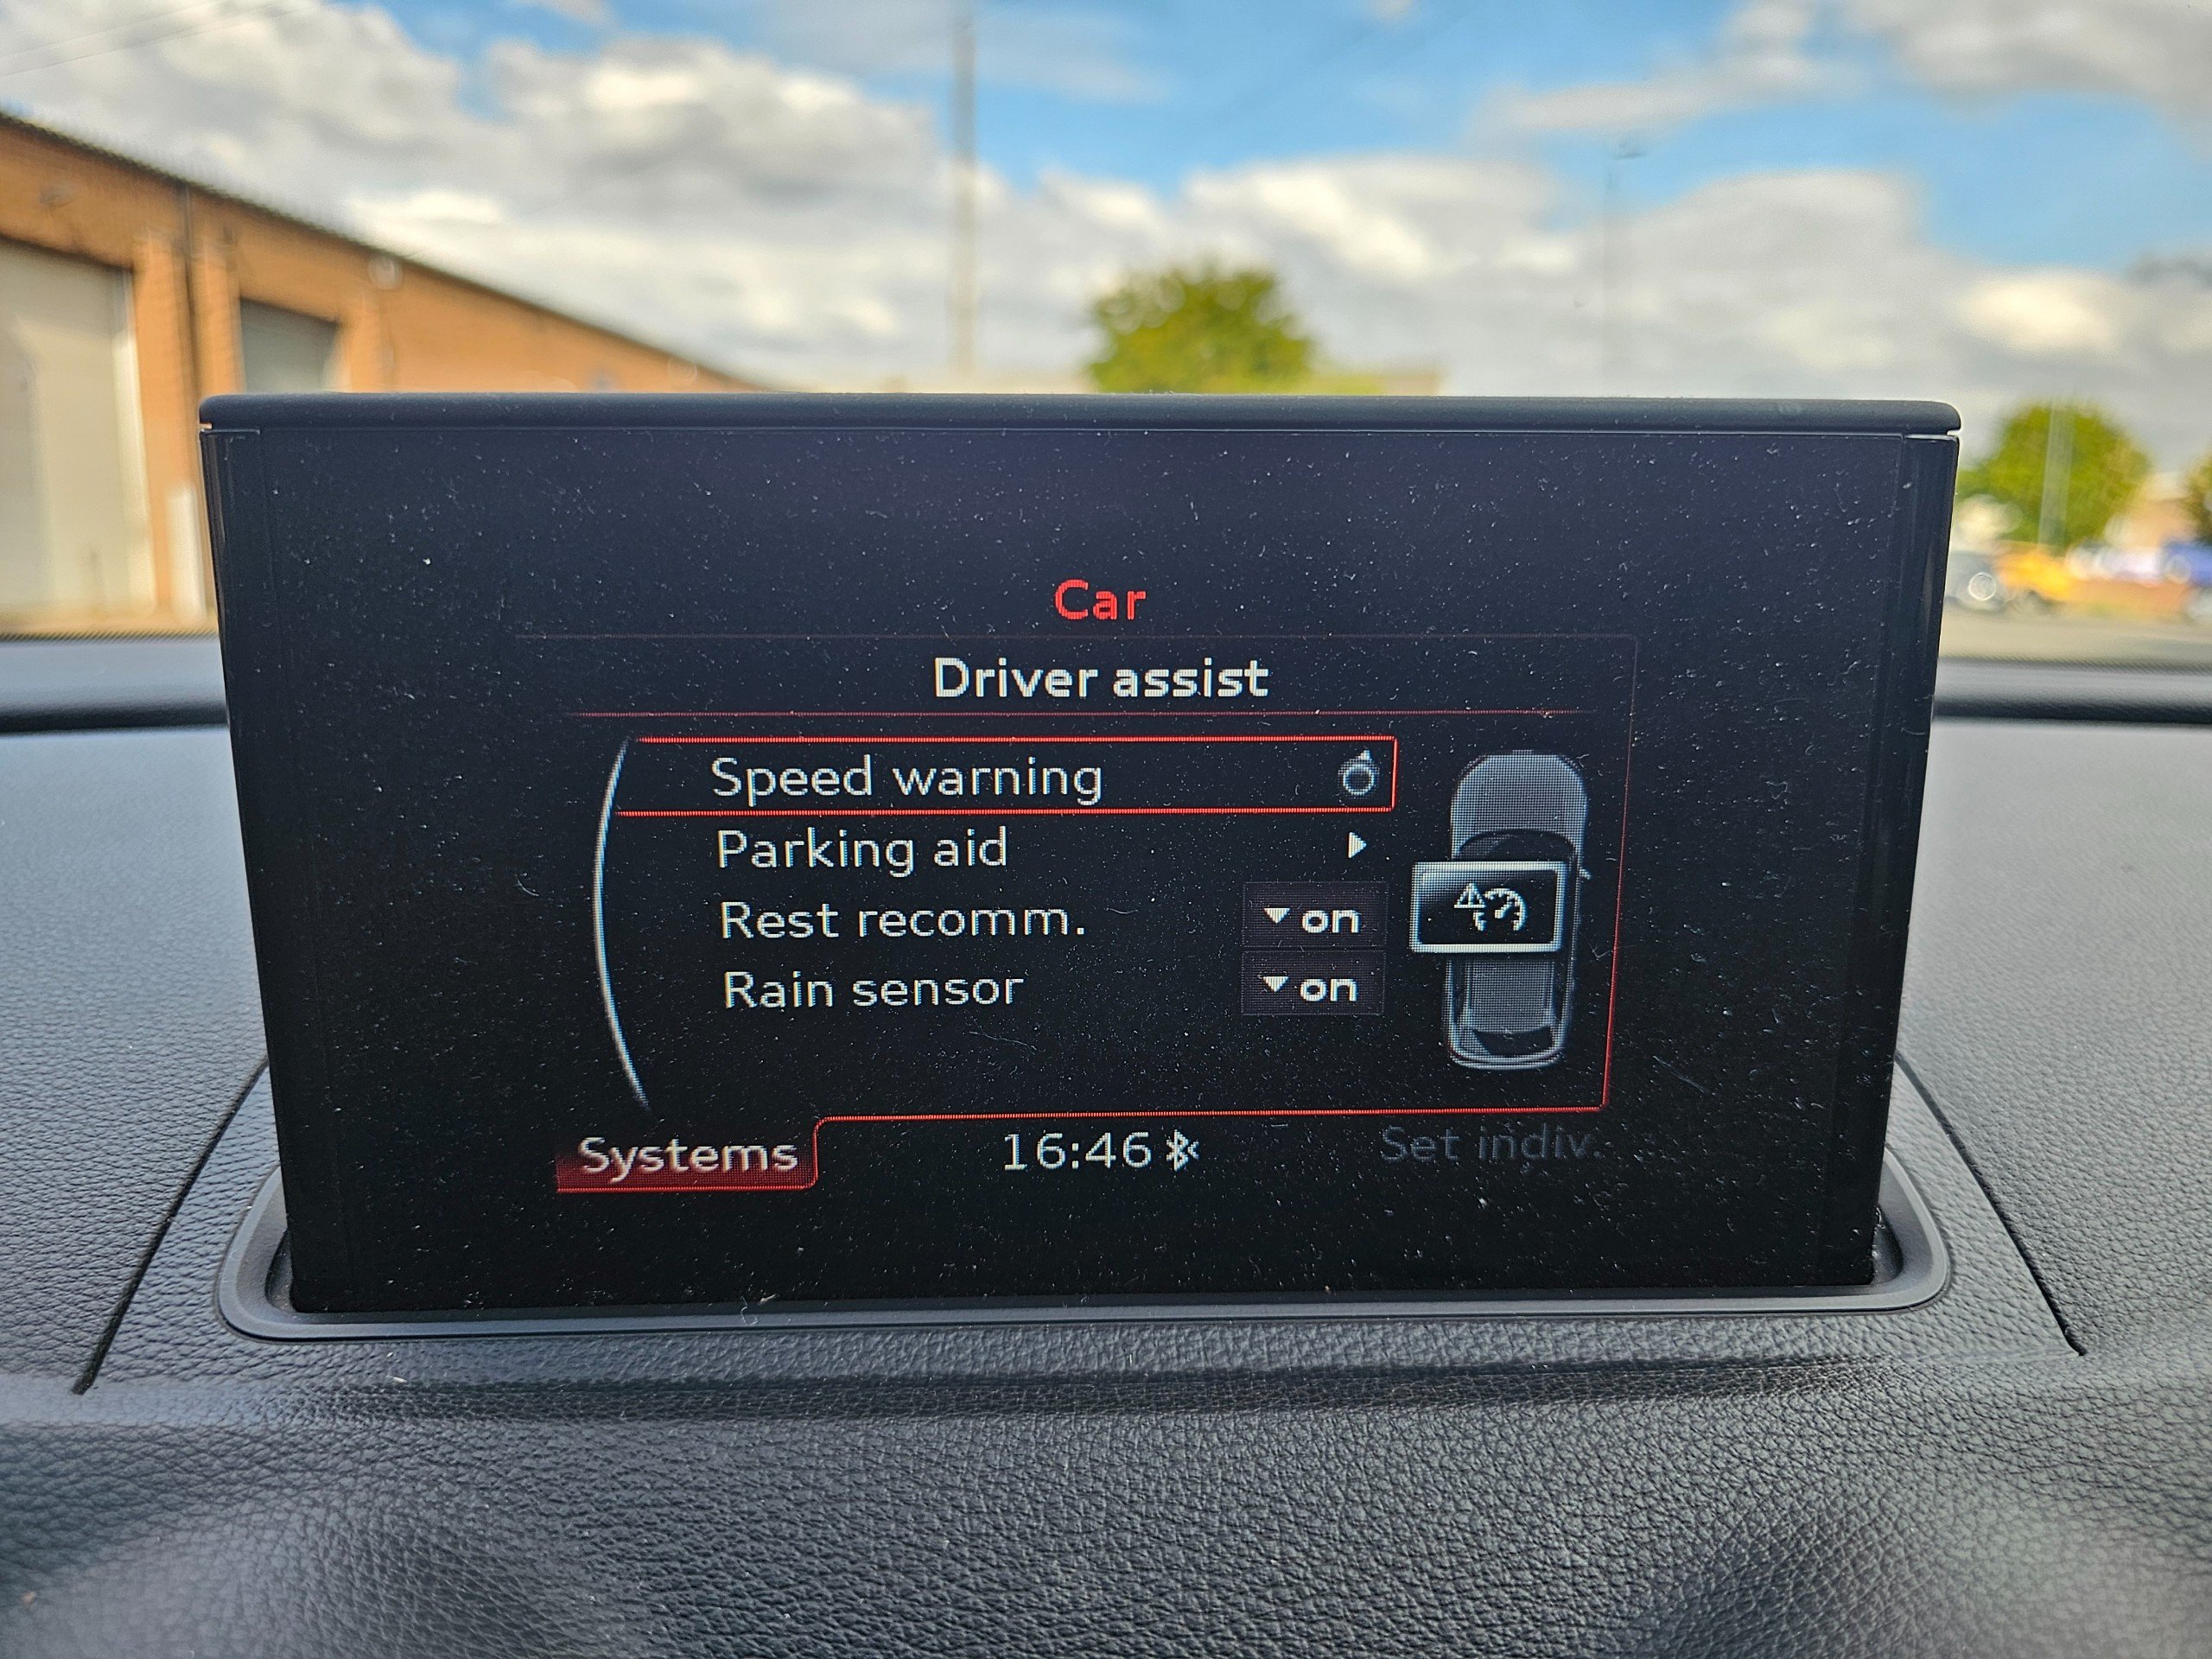 Car
Driver assist
Speed warning
Parking aid
Rest recomm. on
Rain sensor on
Systems 16:46 Set indiv.